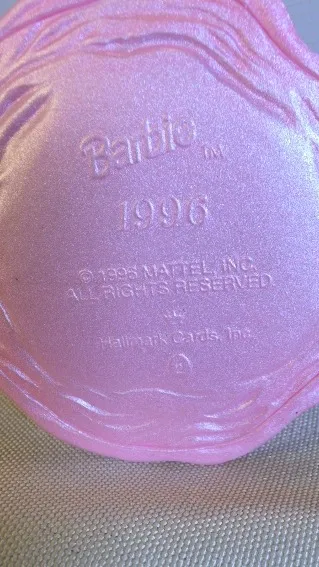 Barbie TM
1996
© 1996 MATTEL, INC.
ALL RIGHTS RESERVED.
Hallmark Cards, Inc.